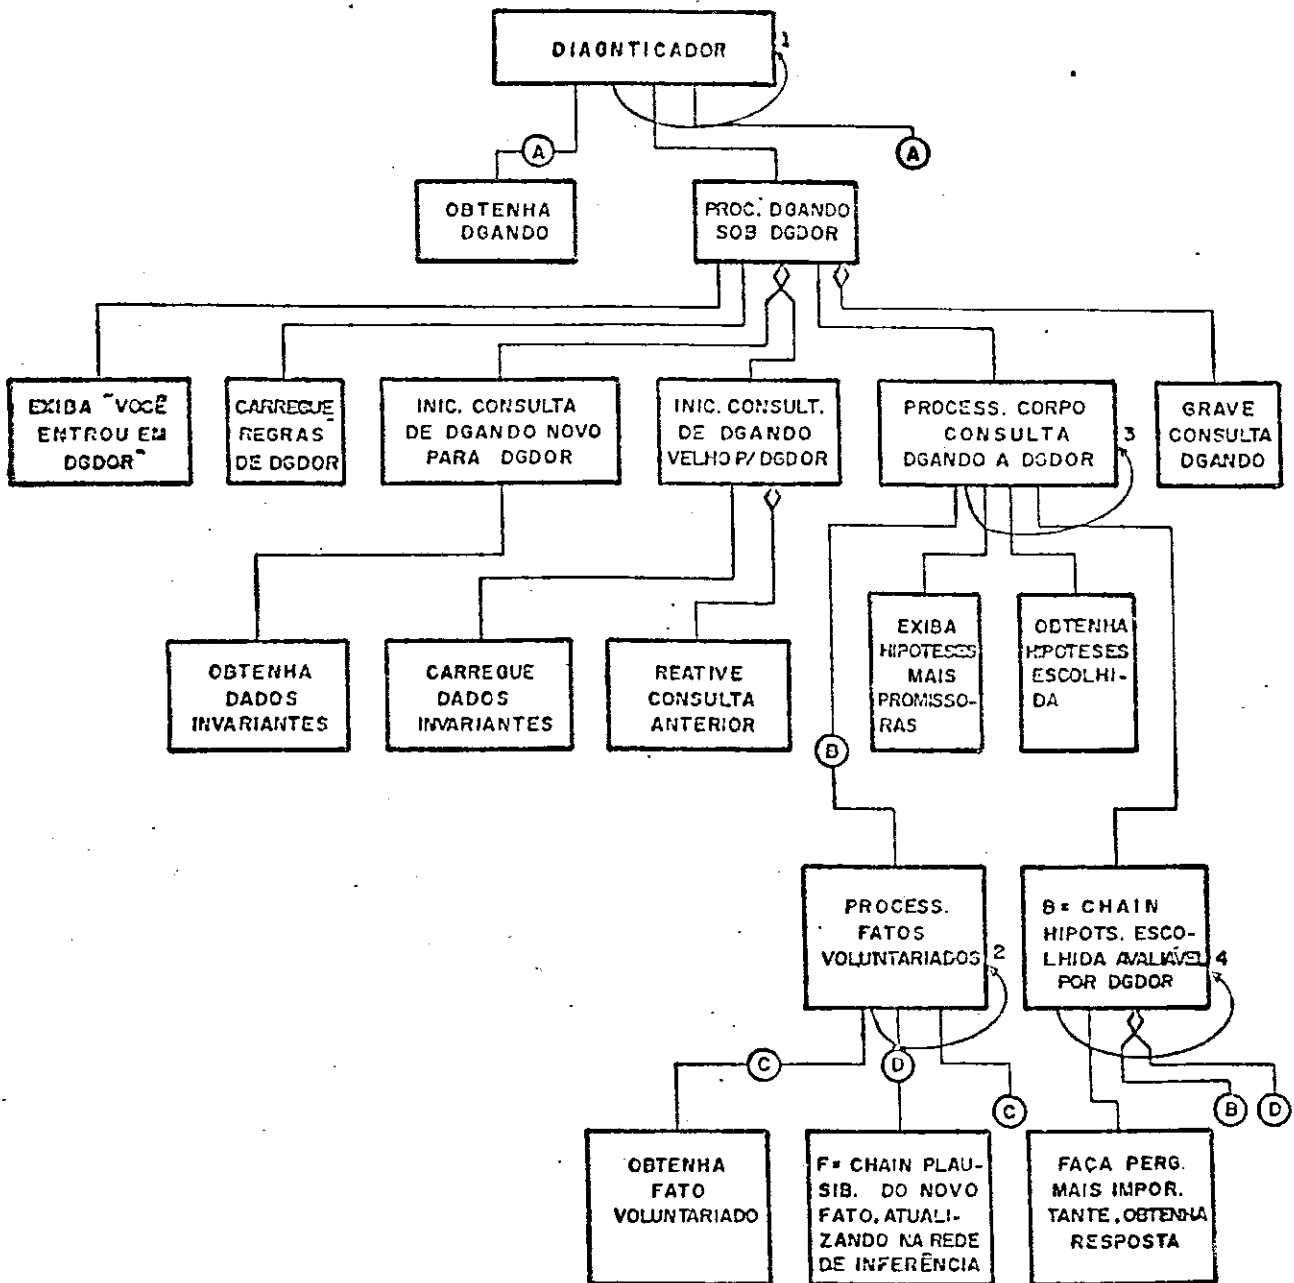 DIAGNTICADOR
1
A
A
OBTENHA
DGANDO
PROC. DGANDO
SOB DGDOR
EXIBA "VOCÊ
ENTROU EM
DGDOR"
CARREGUE
REGRAS
DE DGDOR
INIC. CONSULTA
DE DGANDO NOVO
PARA DGDOR
INIC. CONSULT.
DE DGANDO
VELHO P/ DGDOR
PROCESS. CORPO
CONSULTA
DGANDO A DGDOR
3
GRAVE
CONSULTA
DGANDO
OBTENHA
DADOS
INVARIANTES
CARREGUE
DADOS
INVARIANTES
REATIVE
CONSULTA
ANTERIOR
EXIBA
HIPOTESES
MAIS
PROMISSO-
RAS
OBTENHA
HIPOTESES
ESCOLHI-
DA
B
PROCESS.
FATOS
VOLUNTARIADOS
2
B= CHAIN
HIPOTS. ESCO-
LHIDA AVALIÁVEL
POR DGDOR
4
C
D
C
B
D
OBTENHA
FATO
VOLUNTARIADO
F= CHAIN PLAU-
SIB. DO NOVO
FATO, ATUALI-
ZANDO NA REDE
DE INFERÊNCIA
FAÇA PERG.
MAIS IMPOR.
TANTE, OBTENHA
RESPOSTA